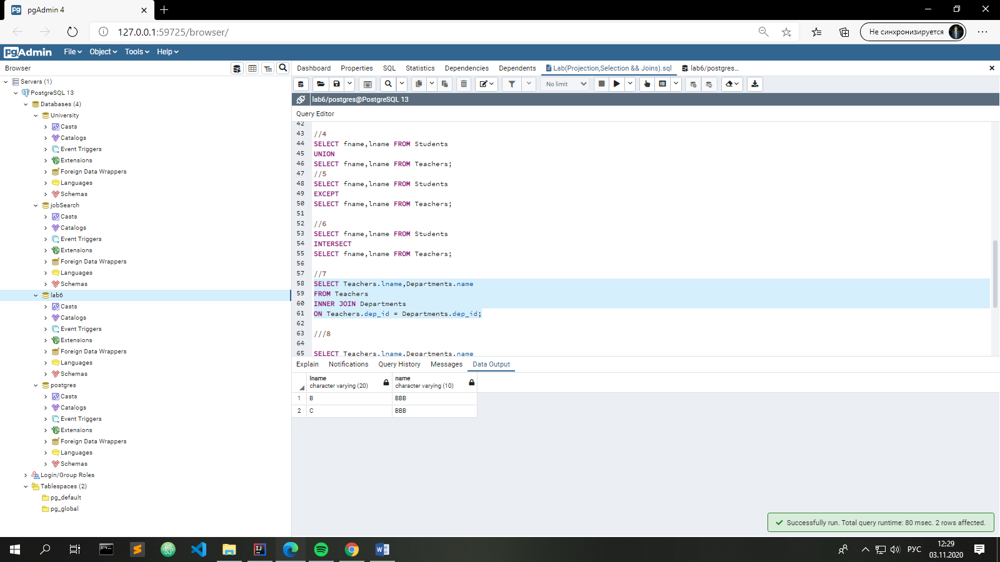 pgAdmin 4
127.0.0.1:59725/browser/
Не синхронизируется
pgAdmin File Object Tools Help
Browser
Dashboard Properties SQL Statistics Dependencies Dependents Lab(Projection,Selection && Joins).sql lab6/postgres...
Servers (1)
PostgreSQL 13
Databases (4)
University
Casts
Catalogs
Event Triggers
Extensions
Foreign Data Wrappers
Languages
Schemas
jobSearch
Casts
Catalogs
Event Triggers
Extensions
Foreign Data Wrappers
Languages
Schemas
lab6
Casts
Catalogs
Event Triggers
Extensions
Foreign Data Wrappers
Languages
Schemas
postgres
Casts
Catalogs
Event Triggers
Extensions
Foreign Data Wrappers
Languages
Schemas
Login/Group Roles
Tablespaces (2)
pg_default
pg_global
No limit
lab6/postgres@PostgreSQL 13
Query Editor
42
43 //4
44 SELECT fname,lname FROM Students
45 UNION
46 SELECT fname,lname FROM Teachers;
47 //5
48 SELECT fname,lname FROM Students
49 EXCEPT
50 SELECT fname,lname FROM Teachers;
51
52 //6
53 SELECT fname,lname FROM Students
54 INTERSECT
55 SELECT fname,lname FROM Teachers;
56
57 //7
58 SELECT Teachers.lname,Departments.name
59 FROM Teachers
60 INNER JOIN Departments
61 ON Teachers.dep_id = Departments.dep_id;
62
63 ///8
64
65 SELECT Teachers.lname,Departments.name
Explain Notifications Query History Messages Data Output
lname name
character varying (20) character varying (10)
1 B BBB
2 C BBB
Successfully run. Total query runtime: 80 msec. 2 rows affected.
РУС
12:29
03.11.2020